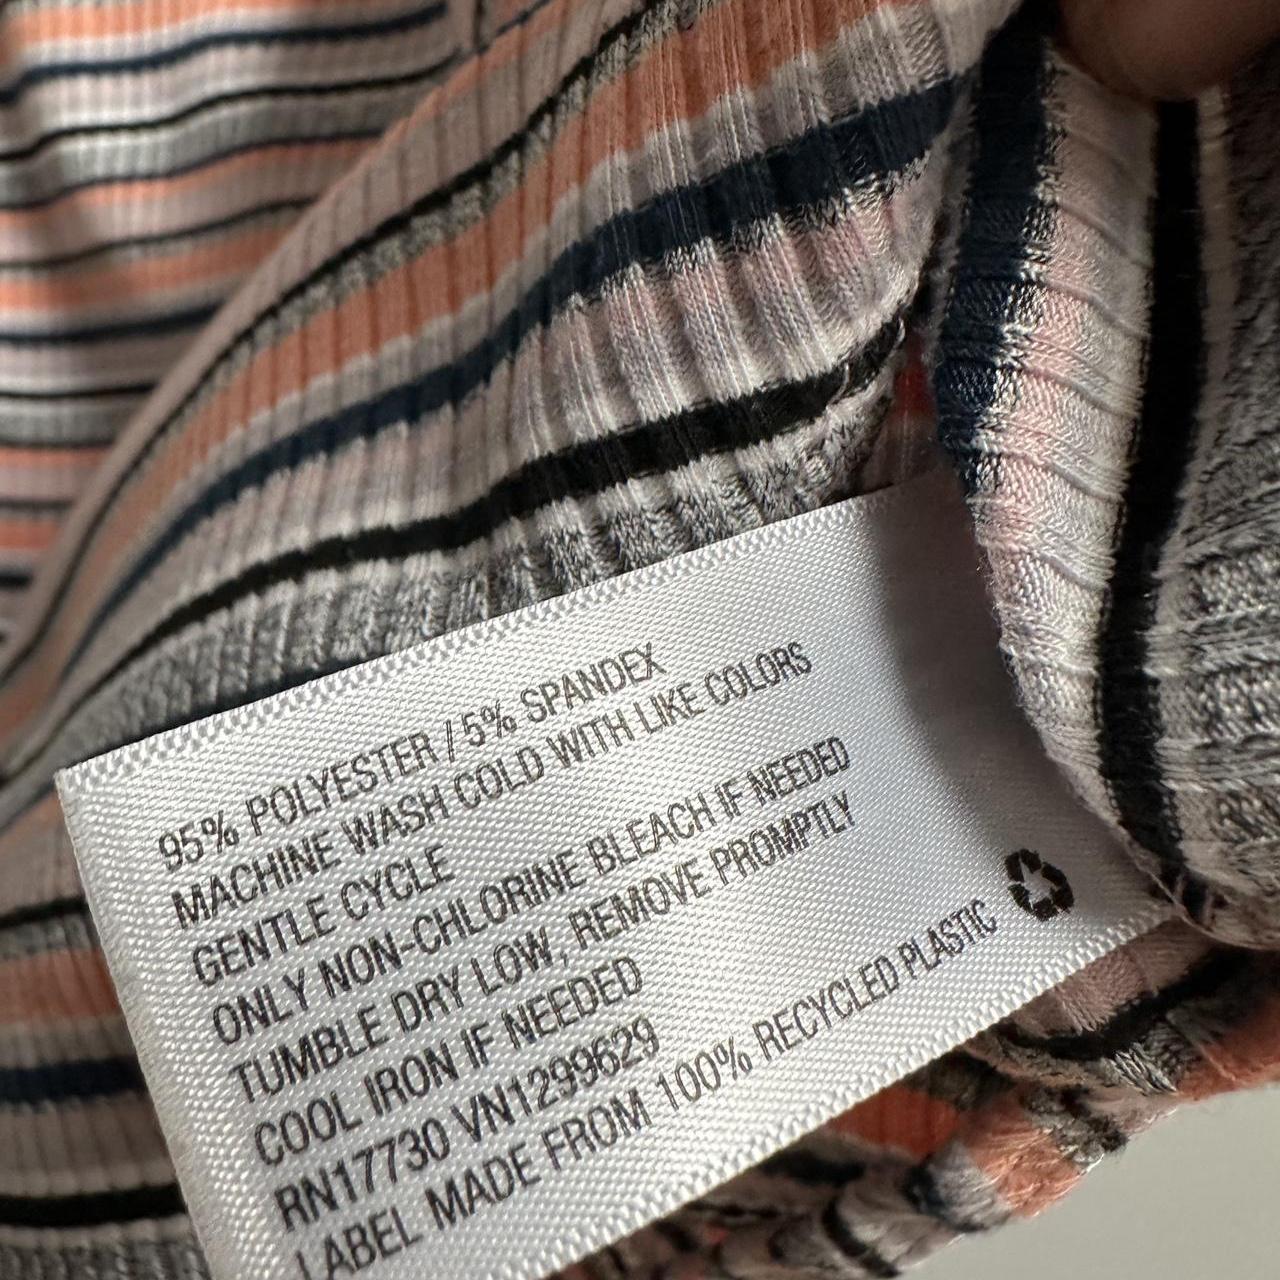 95% POLYESTER / 5% SPANDEX
MACHINE WASH COLD WITH LIKE COLORS
GENTLE CYCLE
ONLY NON-CHLORINE BLEACH IF NEEDED
TUMBLE DRY LOW, REMOVE PROMPTLY
COOL IRON IF NEEDED
RN17730 VN1299629
LABEL MADE FROM 100% RECYCLED PLASTIC